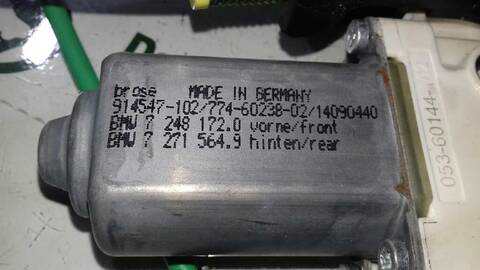 brose MADE IN GERMANY
914547-102/774-60238-02/14090440
BMW 7 248 172.0 vorne/front
BMW 7 271 564.9 hinten/rear
053-60144-